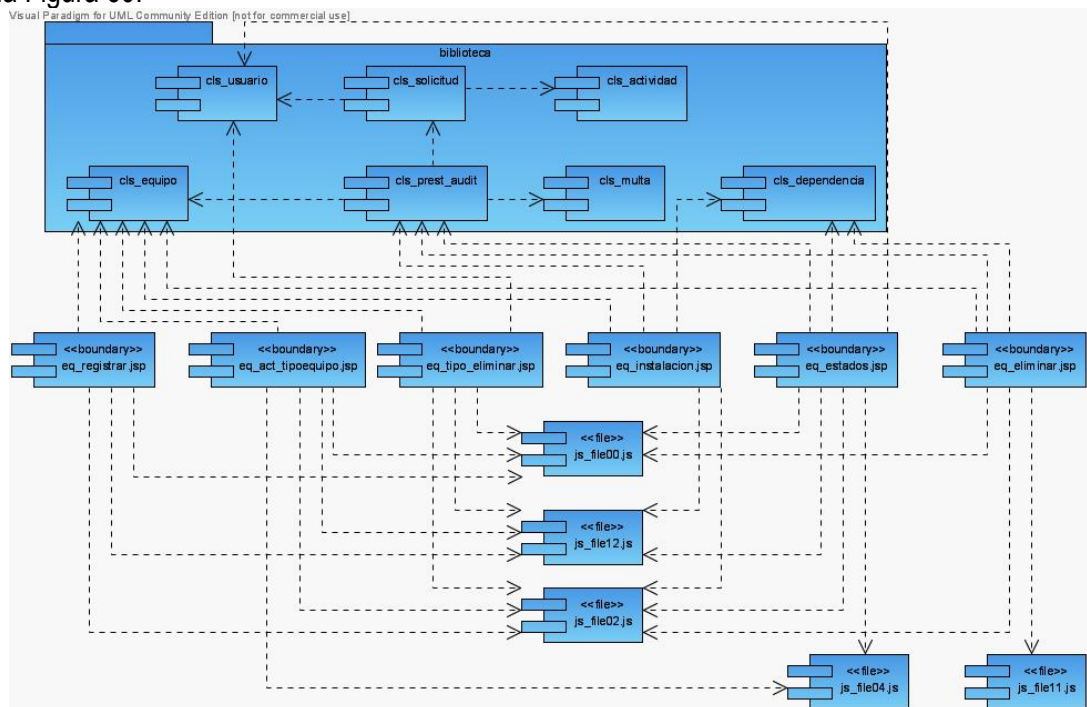 Visual Paradigm for UML Community Edition [not for commercial use]
biblioteca
cls_usuario
cls_solicitud
cls_actividad
cls_equipo
cls_prest_audit
cls_multa
cls_dependencia
<<boundary>>
eq_registrar.jsp
<<boundary>>
eq_act_tipoequipo.jsp
<<boundary>>
eq_tipo_eliminar.jsp
<<boundary>>
eq_instalacion.jsp
<<boundary>>
eq_estados.jsp
<<boundary>>
eq_eliminar.jsp
<<file>>
js_file00.js
<<file>>
js_file12.js
<<file>>
js_file02.js
<<file>>
js_file04.js
<<file>>
js_file11.js